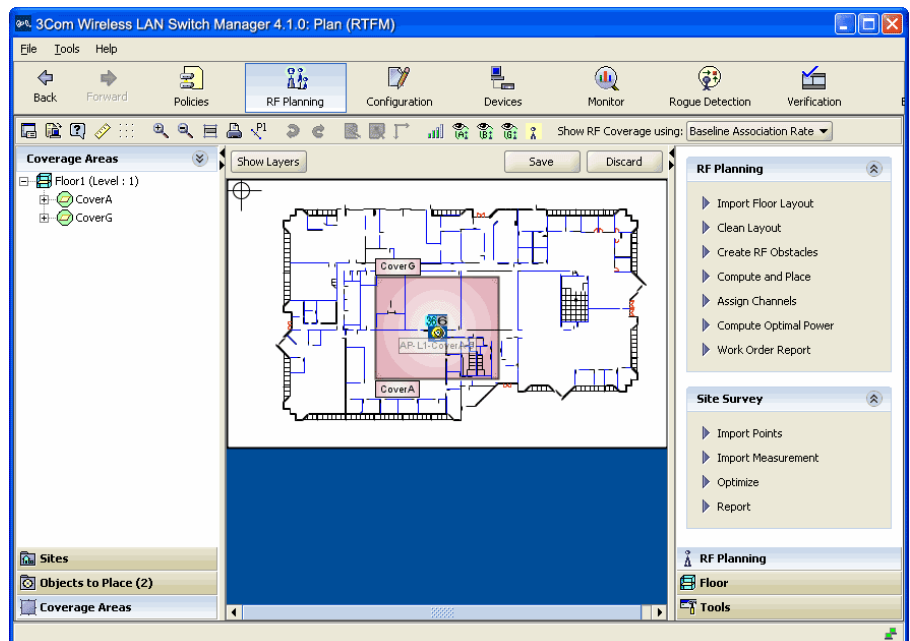 3Com Wireless LAN Switch Manager 4.1.0: Plan (RTFM)
File Tools Help
Back Forward Policies RF Planning Configuration Devices Monitor Rogue Detection Verification
Show RF Coverage using: Baseline Association Rate
Coverage Areas
Floor1 (Level : 1)
CoverA
CoverG
Sites
Objects to Place (2)
Coverage Areas
Show Layers Save Discard
CoverG
36 6
CoverA
RF Planning
Import Floor Layout
Clean Layout
Create RF Obstacles
Compute and Place
Assign Channels
Compute Optimal Power
Work Order Report
Site Survey
Import Points
Import Measurement
Optimize
Report
RF Planning
Floor
Tools